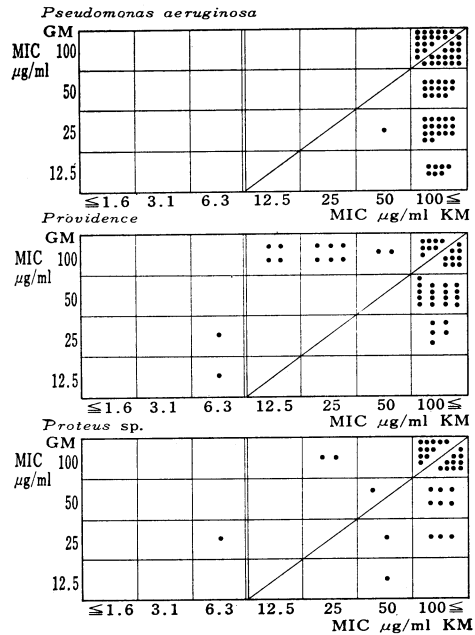 Pseudomonas aeruginosa
GM
MIC 100
μg/ml
50
25
12.5
≦1.6 3.1 6.3 12.5 25 50 100≦
MIC μg/ml KM
Providence
GM
MIC 100
μg/ml
50
25
12.5
≦1.6 3.1 6.3 12.5 25 50 100≦
MIC μg/ml KM
Proteus sp.
GM
MIC 100
μg/ml
50
25
12.5
≦1.6 3.1 6.3 12.5 25 50 100≦
MIC μg/ml KM